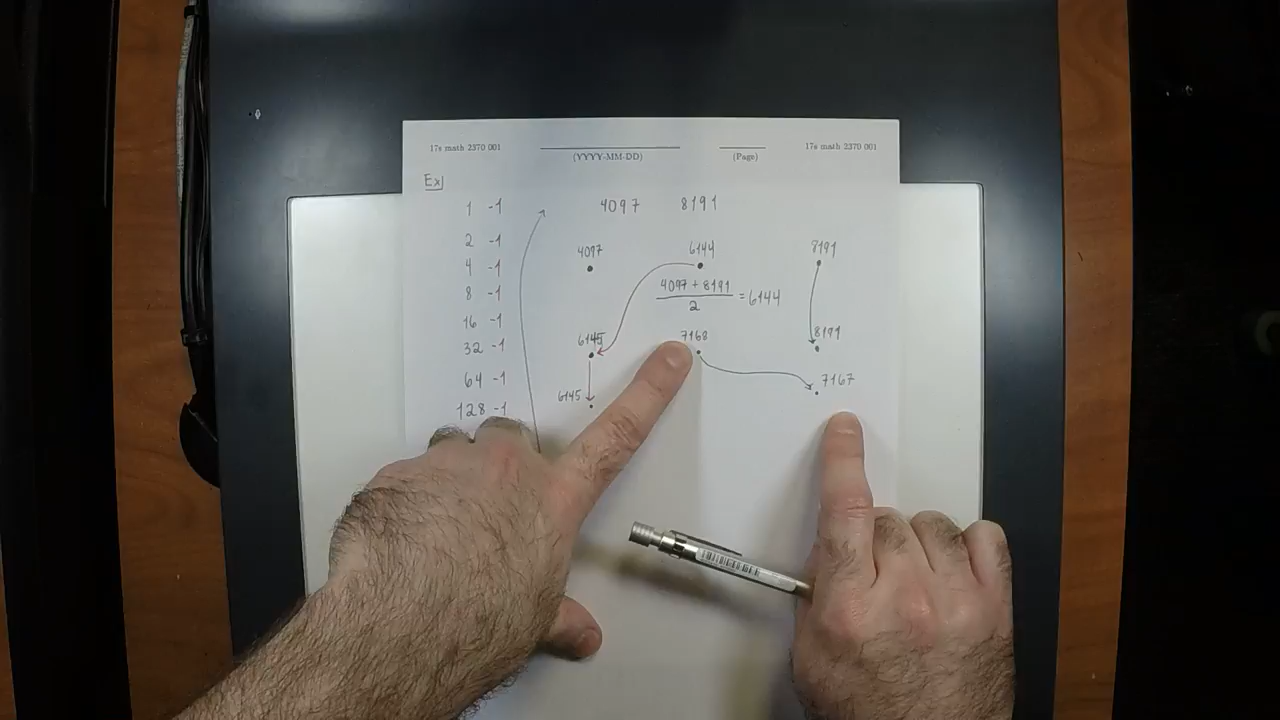 17s math 2370 001 (YYYY-MM-DD) (Page) 17s math 2370 001
Ex
1 -1 4097 8191
2 -1 4097 6144 8191
4 -1
8 -1 4097 + 8191
16 -1 2 = 6144
32 -1 6145 7168 8191
64 -1 7167
128 -1 6145